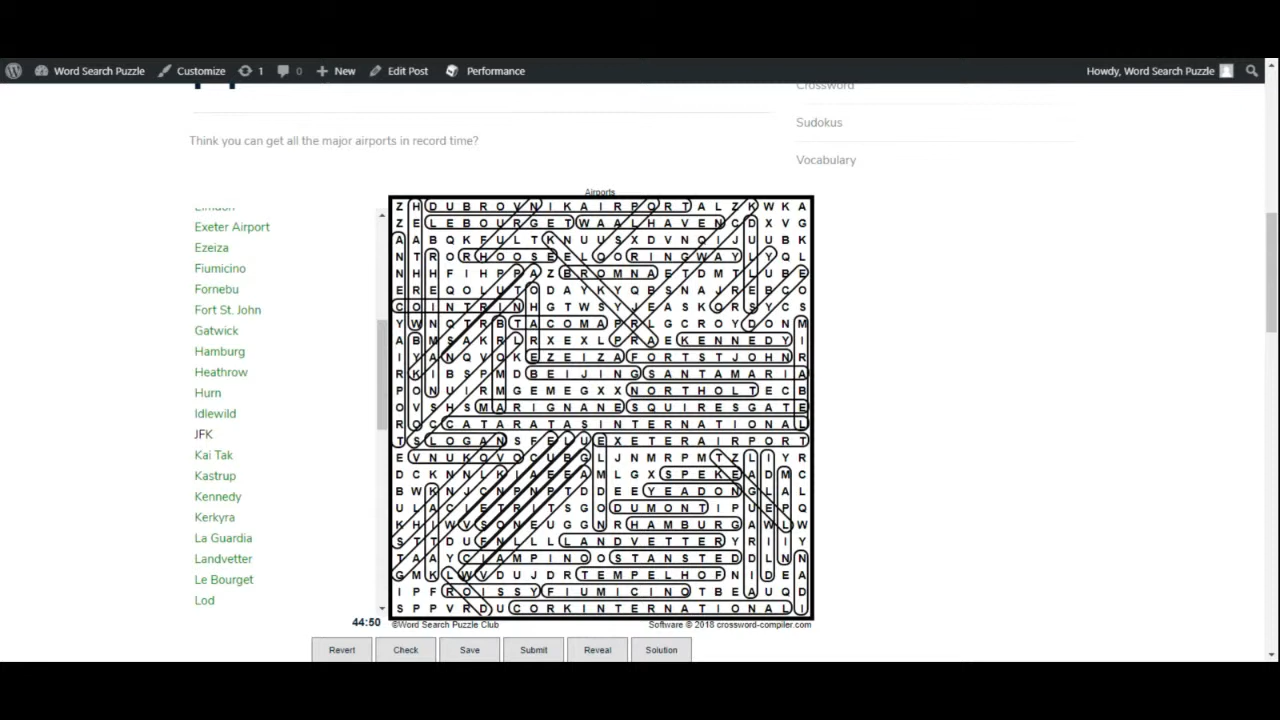 Word Search Puzzle Customize 1 0 New Edit Post Performance Howdy, Word Search Puzzle
Crossword
Think you can get all the major airports in record time?
Sudokus
Vocabulary
Airports
Elmdon
Exeter Airport
Ezeiza
Fiumicino
Fornebu
Fort St. John
Gatwick
Hamburg
Heathrow
Hurn
Idlewild
JFK
Kai Tak
Kastrup
Kennedy
Kerkyra
La Guardia
Landvetter
Le Bourget
Lod
Z H D U B R O V N I K A I R P O R T A L Z K W K A
Z E L E B O U R G E T W A A L H A V E N C D X V G
A A B Q K F U L T K N U U S X D V N O I J U U B K
N T R O R H O O S E E L O O R I N G W A Y L Y Q L
N H H F I H P P A Z B R O M N A E T D M T L U B E
E R E Q O L U T O D A Y K Y Q B S N A J R E B C O
C O I N T R I N H G T W S Y J E A S K O R S Y C S
Y W N Q T R B T A C O M A P R L G C R O Y D O N M
A B M S A K R L R X E X L P R A E K E N N E D Y I
I Y A N Q V O K E Z E I Z A F O R T S T J O H N R
R K I B S P M D B E I J I N G S A N T A M A R I A
P O N U I R M G E M E G X X N O R T H O L T E C B
O V S H S M A R I G N A N E S Q U I R E S G A T E
R O C C A T A R A T A S I N T E R N A T I O N A L
T S L O G A N S F E L U E X E T E R A I R P O R T
E V N U K O V O C U B G L J N M R P M T Z L I Y R
D C K N N L K I A E E A M L G X S P E K E A D M C
B W K N J C N P N P T D D E E Y E A D O N G L A L
U L A C I E T R I T S G O D U M O N T I P U E P Q
K H I W V S O N E U G G N R H A M B U R G A W L W
S T T D U F N L L L L A N D V E T T E R Y R I I Y
T A A Y C L A M P I N O O S T A N S T E D D L N N
G M K L W V D U J D R T E M P E L H O F N I D E A
I P F R O I S S Y F I U M I C I N O T B E A U Q D
S P P V R D U C O R K I N T E R N A T I O N A L I
44:50 ©Word Search Puzzle Club Software © 2018 crossword-compiler.com
Revert Check Save Submit Reveal Solution